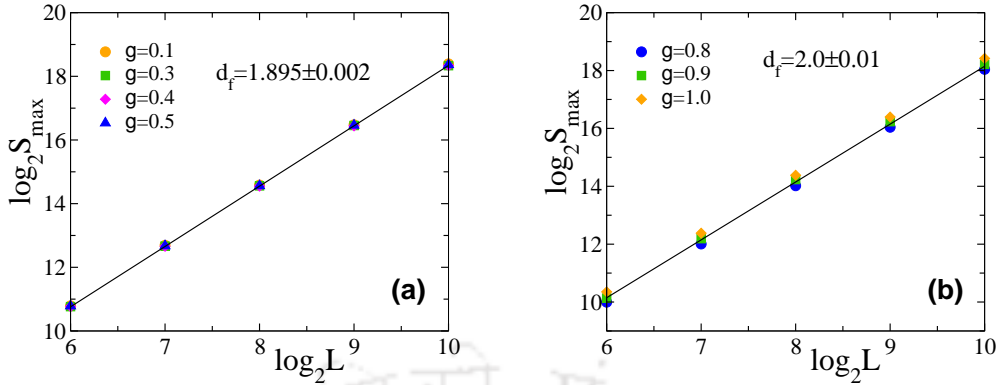 20
18
16
14
12
10
log₂S_max
g=0.1
g=0.3
g=0.4
g=0.5
d_f=1.895±0.002
(a)
6 7 8 9 10
log₂L
20
18
16
14
12
10
log₂S_max
g=0.8
g=0.9
g=1.0
d_f=2.0±0.01
(b)
6 7 8 9 10
log₂L